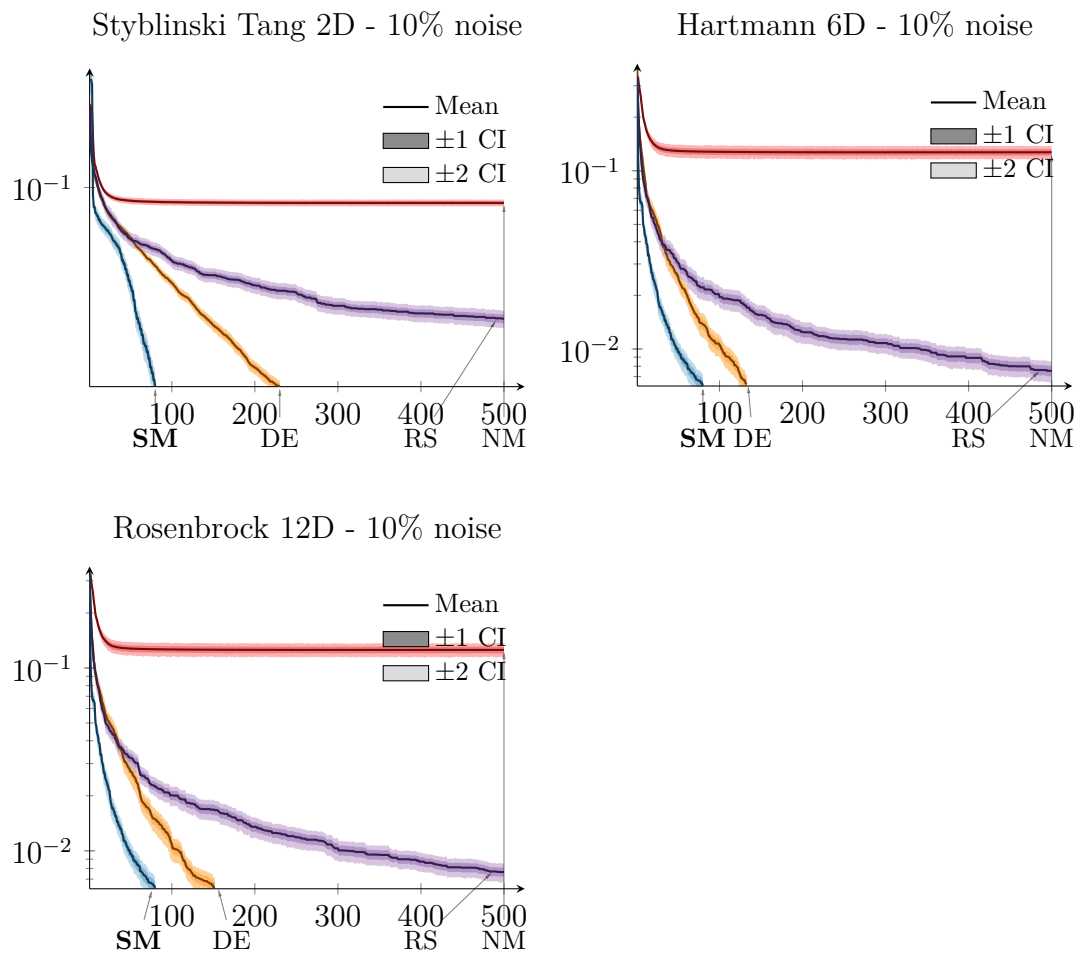 Styblinski Tang 2D - 10% noise
Mean
±1 CI
±2 CI
10⁻¹
100 200 300 400 500
SM DE RS NM
Hartmann 6D - 10% noise
Mean
±1 CI
±2 CI
10⁻¹
10⁻²
100 200 300 400 500
SM DE RS NM
Rosenbrock 12D - 10% noise
Mean
±1 CI
±2 CI
10⁻¹
10⁻²
100 200 300 400 500
SM DE RS NM